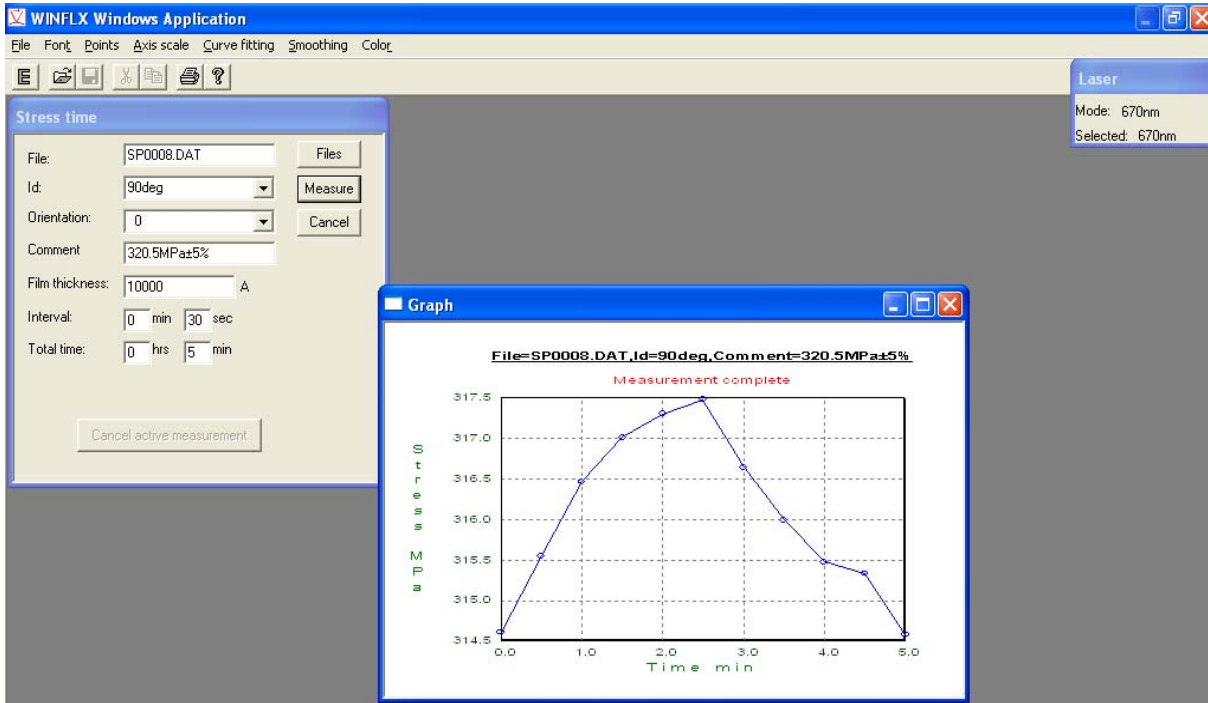 WINFLX Windows Application
File Font Points Axis scale Curve fitting Smoothing Color
E
Laser
Mode: 670nm
Selected: 670nm
Stress time
File: SP0008.DAT Files
Id: 90deg Measure
Orientation: 0 Cancel
Comment 320.5MPa±5%
Film thickness: 10000 A
Interval: 0 min 30 sec
Total time: 0 hrs 5 min
Cancel active measurement
Graph
File=SP0008.DAT,Id=90deg,Comment=320.5MPa±5%
Measurement complete
Stress MPa
317.5
317.0
316.5
316.0
315.5
315.0
314.5
0.0 1.0 2.0 3.0 4.0 5.0
Time min